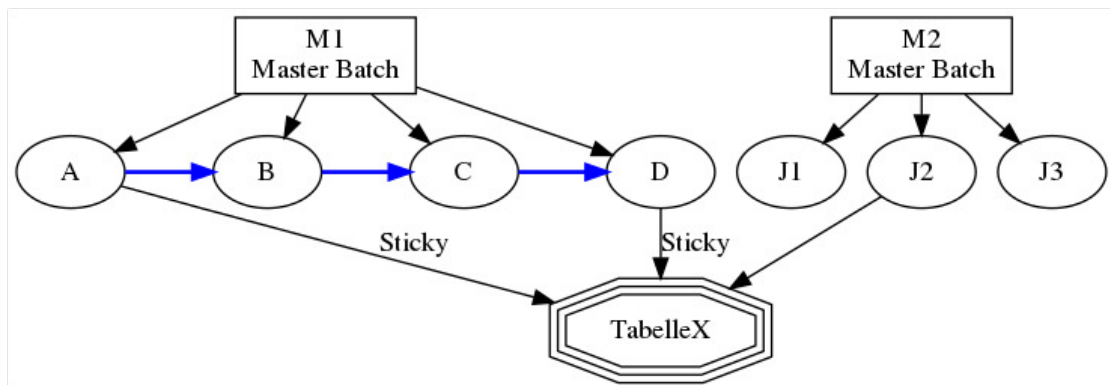 M1
Master Batch
M2
Master Batch
A
B
C
D
J1
J2
J3
Sticky
Sticky
TabelleX